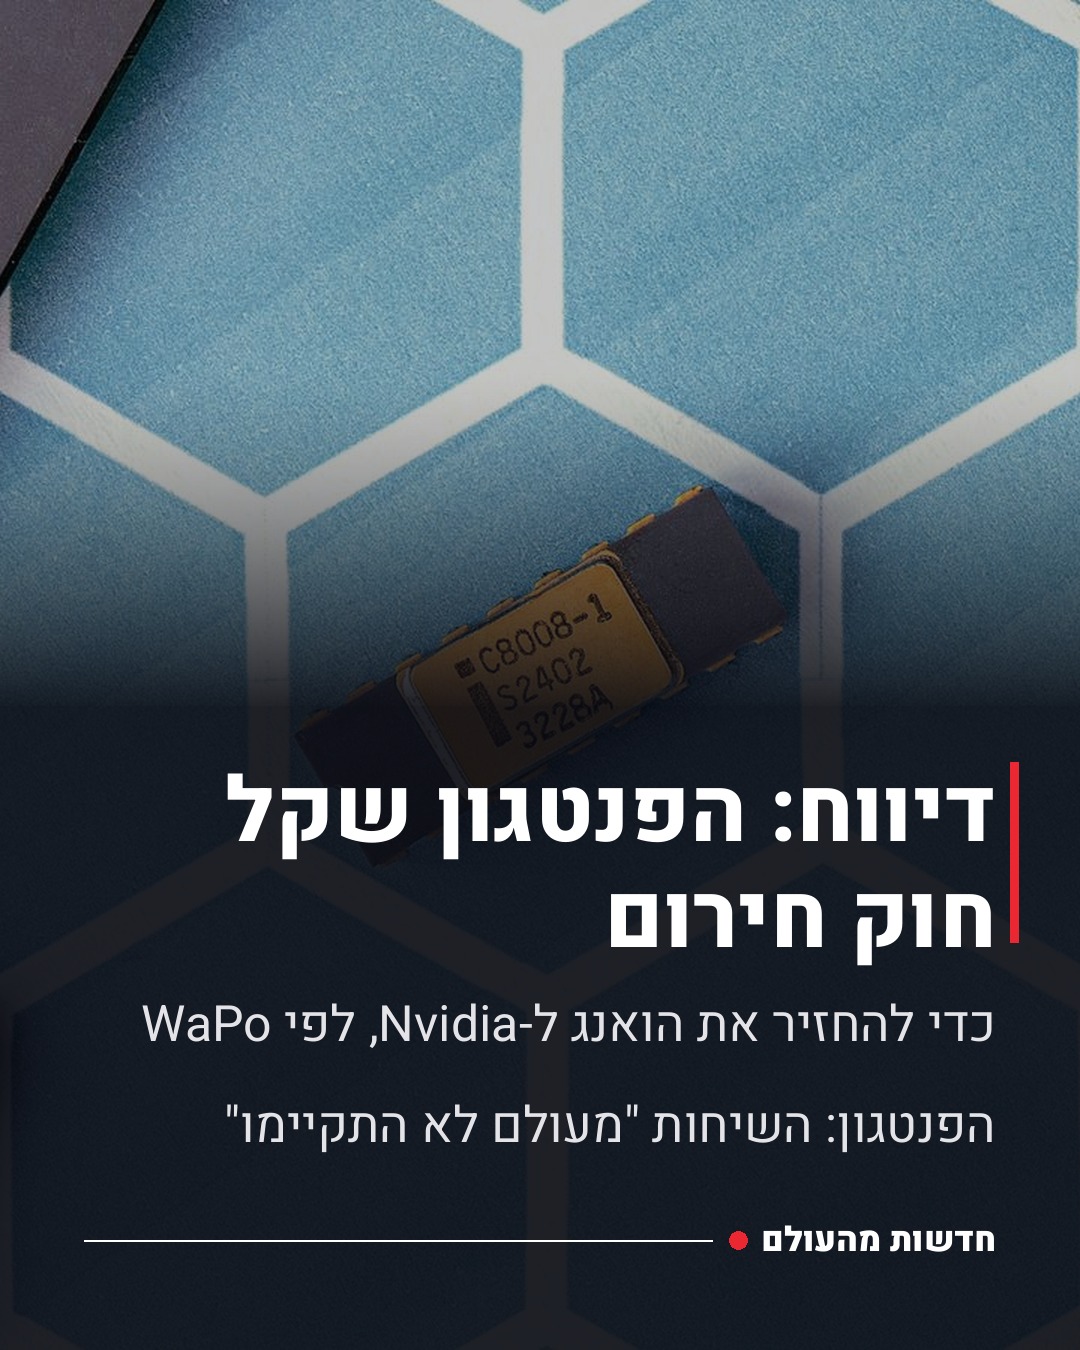 C8008-1
S2402
3228A
דיווח: הפנטגון שקל
חוק חירום
כדי להחזיר את הואנג ל-Nvidia, לפי WaPo
הפנטגון: השיחות "מעולם לא התקיימו"
חדשות מהעולם